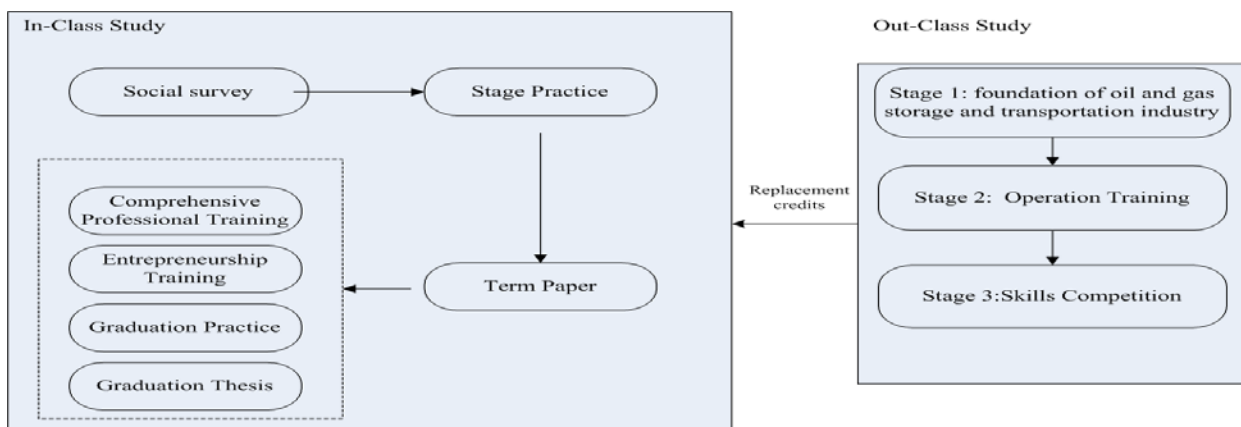 In-Class Study
Social survey
Stage Practice
Comprehensive
Professional Training
Entrepreneurship
Training
Graduation Practice
Graduation Thesis
Term Paper
Replacement
credits
Out-Class Study
Stage 1: foundation of oil and gas
storage and transportation industry
Stage 2:  Operation Training
Stage 3:Skills Competition